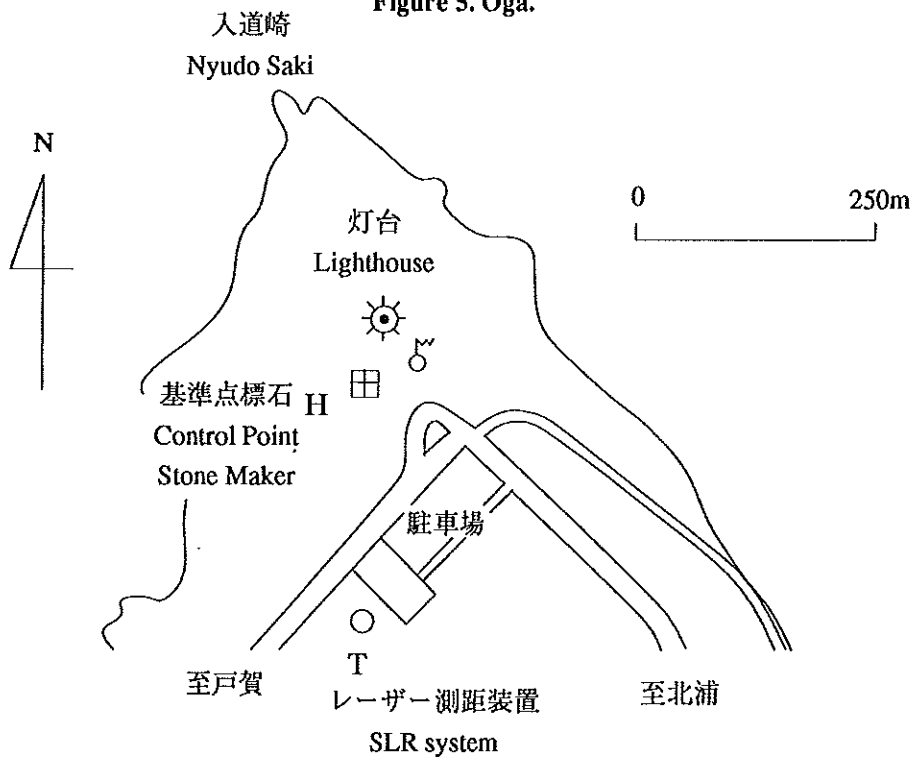 Figure 5. Oga.
入道崎
Nyudo Saki
N
0 250m
灯台
Lighthouse
基準点標石 H
Control Point
Stone Maker
駐車場
T
至戸賀
レーザー測距装置
SLR system
至北浦